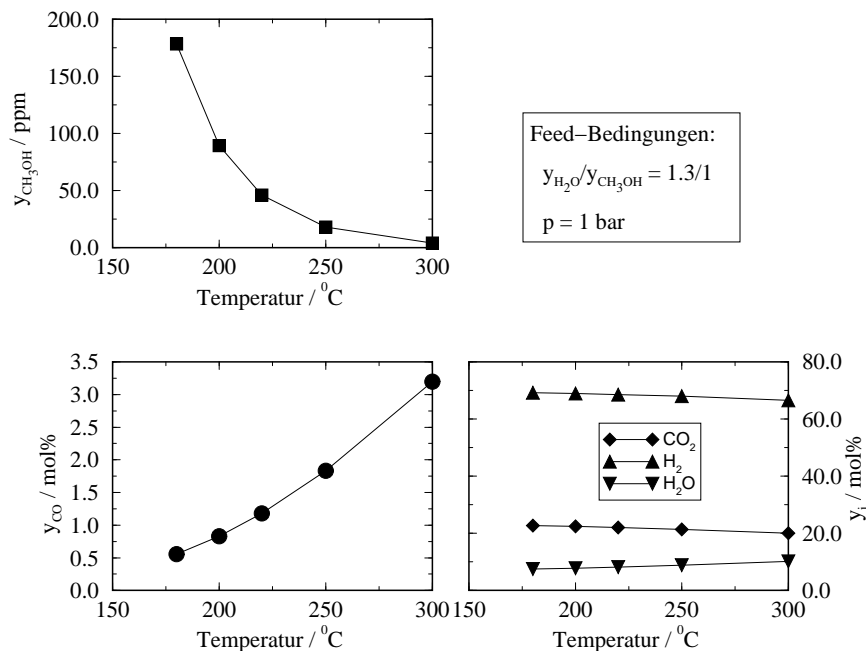 200.0
150.0
100.0
50.0
0.0
y_CH₃OH / ppm
150 200 250 300
Temperatur / ⁰C
Feed−Bedingungen:
y_H₂O/y_CH₃OH = 1.3/1
p = 1 bar
3.5
3.0
2.5
2.0
1.5
1.0
0.5
0.0
y_CO / mol%
150 200 250 300
Temperatur / ⁰C
CO₂
H₂
H₂O
80.0
60.0
40.0
20.0
0.0
y_i / mol%
150 200 250 300
Temperatur / ⁰C